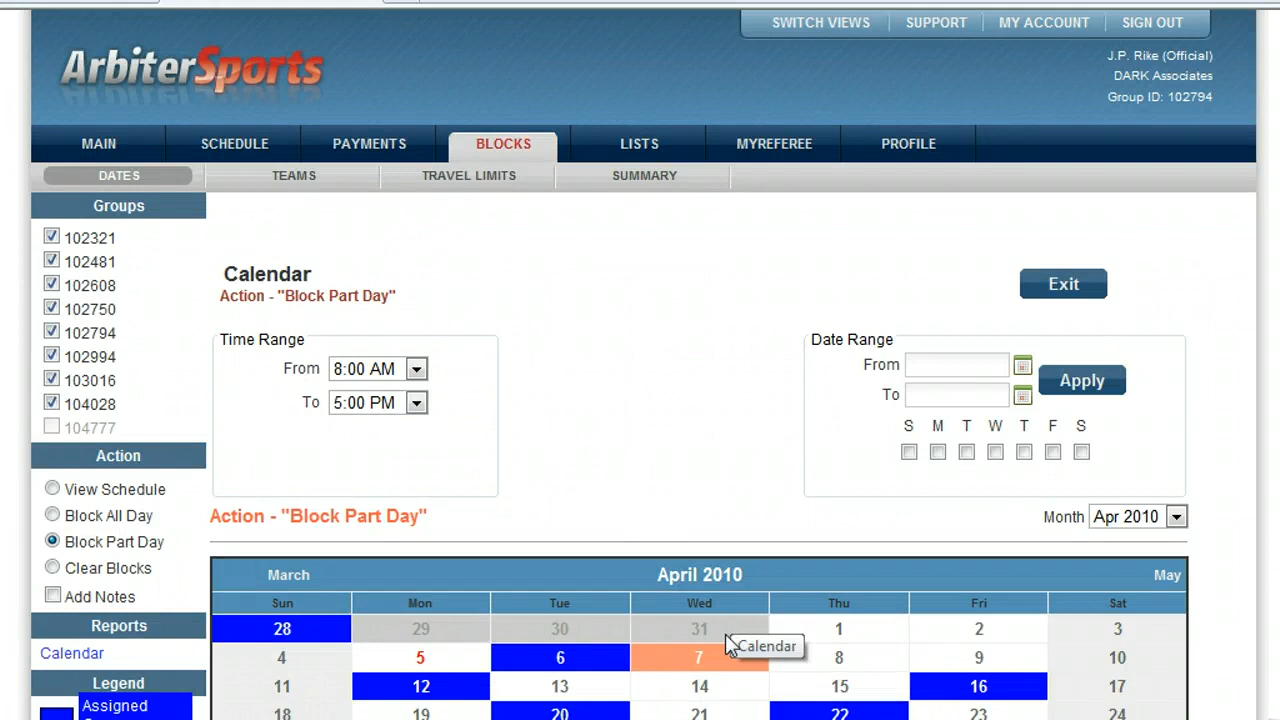 SWITCH VIEWS SUPPORT MY ACCOUNT SIGN OUT
ArbiterSports
J.P. Rike (Official)
DARK Associates
Group ID: 102794
MAIN SCHEDULE PAYMENTS BLOCKS LISTS MYREFEREE PROFILE
DATES TEAMS TRAVEL LIMITS SUMMARY
Groups
102321
102481
102608
102750
102794
102994
103016
104028
104777
Action
View Schedule
Block All Day
Block Part Day
Clear Blocks
Add Notes
Reports
Calendar
Legend
Assigned
Calendar
Action - "Block Part Day"
Exit
Time Range
From 8:00 AM
To 5:00 PM
Date Range
From
To
Apply
S M T W T F S
Action - "Block Part Day"
Month Apr 2010
March April 2010 May
Sun Mon Tue Wed Thu Fri Sat
28 29 30 31 1 2 3
Calendar
4 5 6 7 8 9 10
11 12 13 14 15 16 17
18 19 20 21 22 23 24